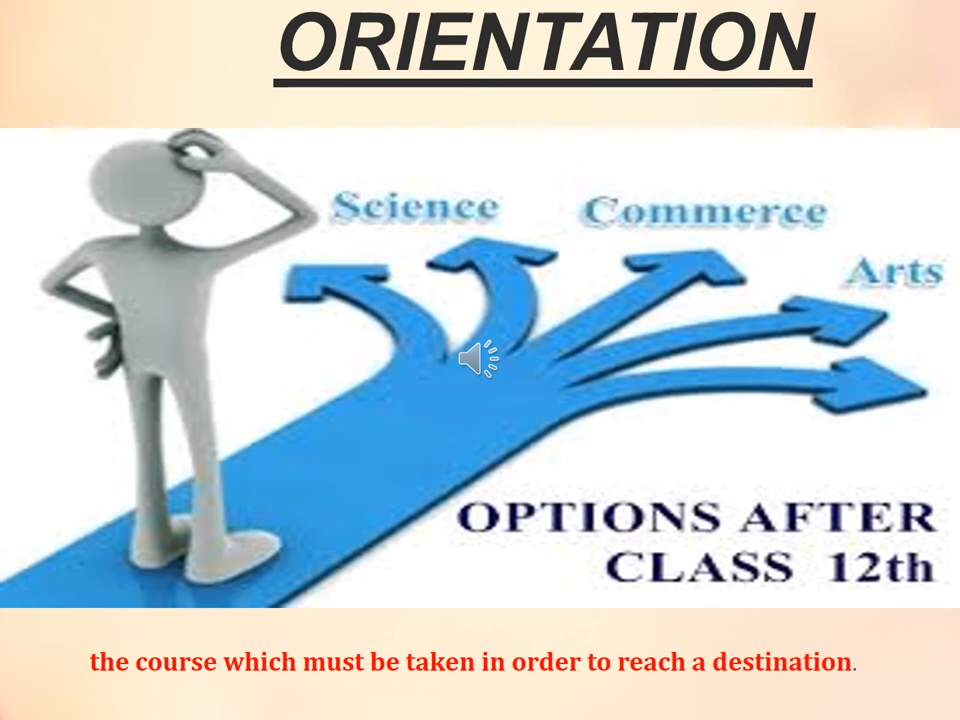 ORIENTATION
Science
Commerce
Arts
OPTIONS AFTER
CLASS 12th
the course which must be taken in order to reach a destination.